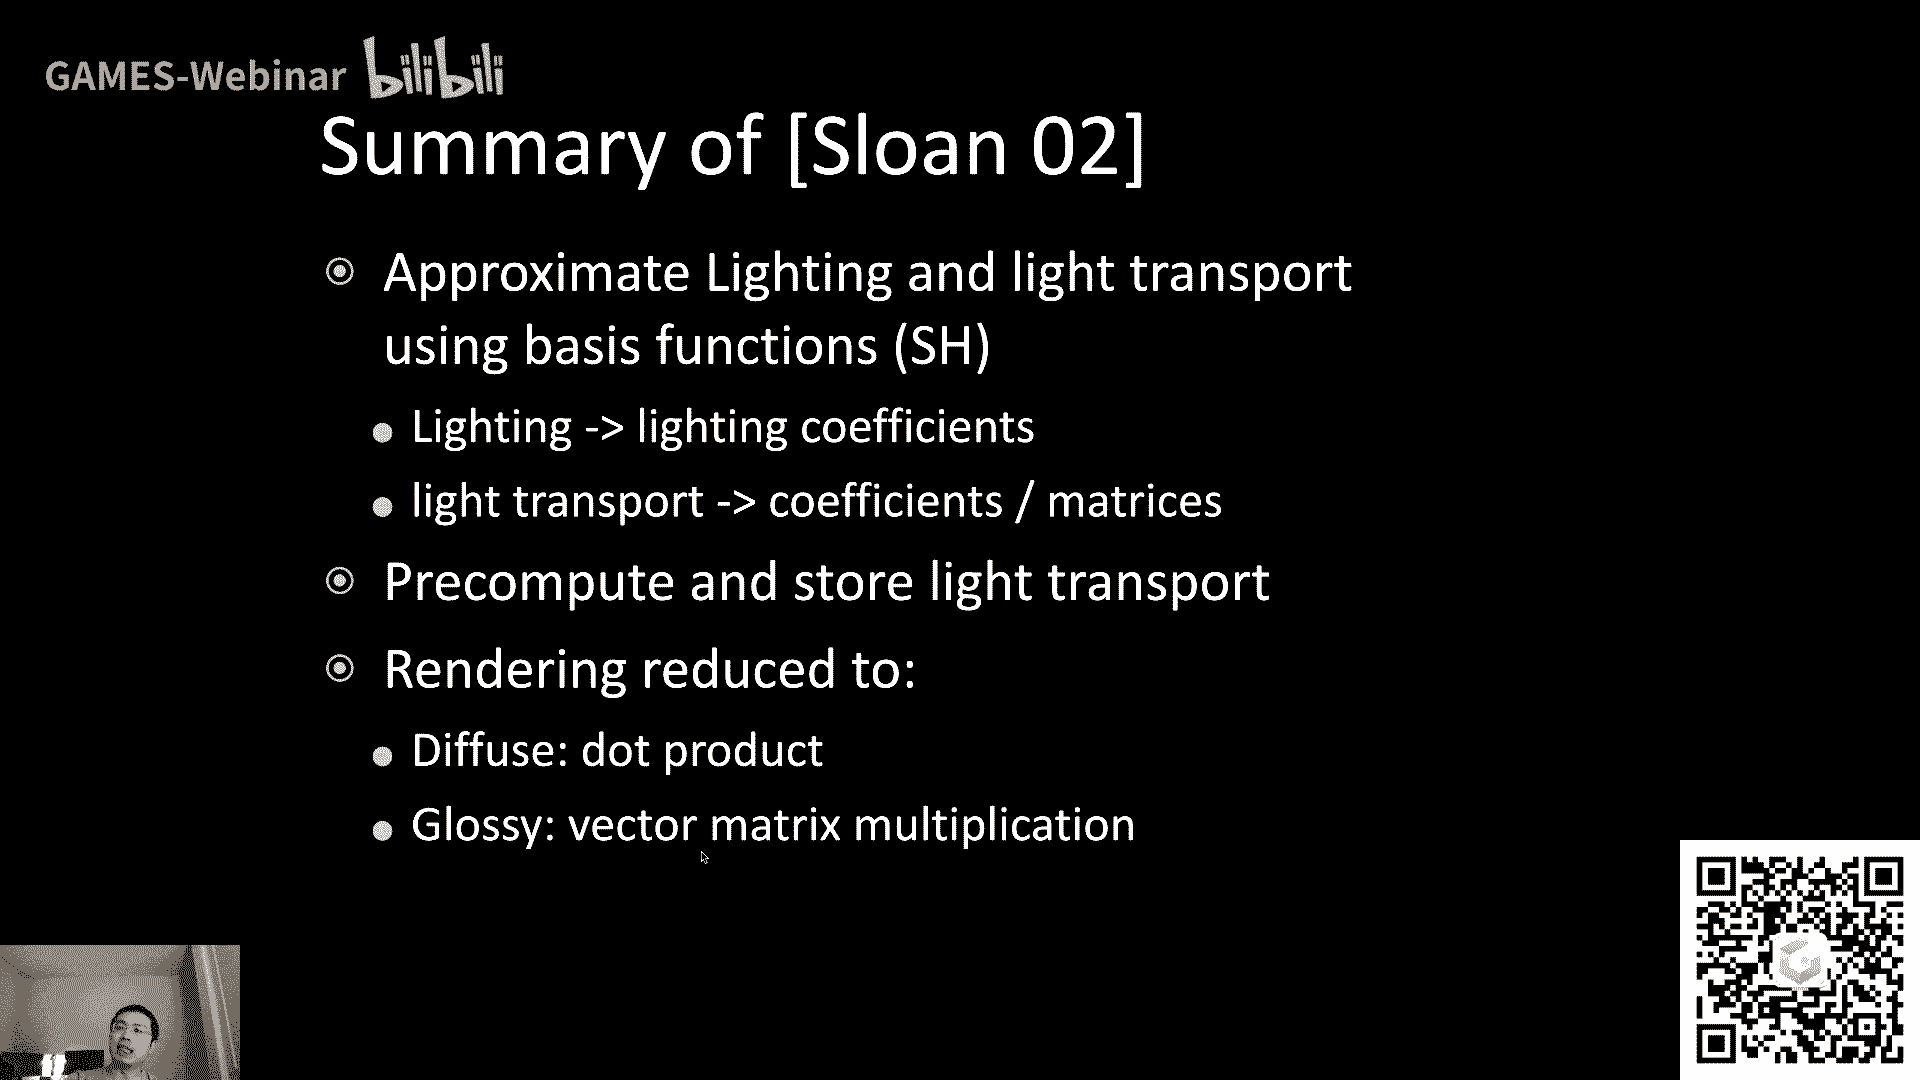 GAMES-Webinar bilibili
Summary of [Sloan 02]
Approximate Lighting and light transport
using basis functions (SH)
Lighting -> lighting coefficients
light transport -> coefficients / matrices
Precompute and store light transport
Rendering reduced to:
Diffuse: dot product
Glossy: vector matrix multiplication